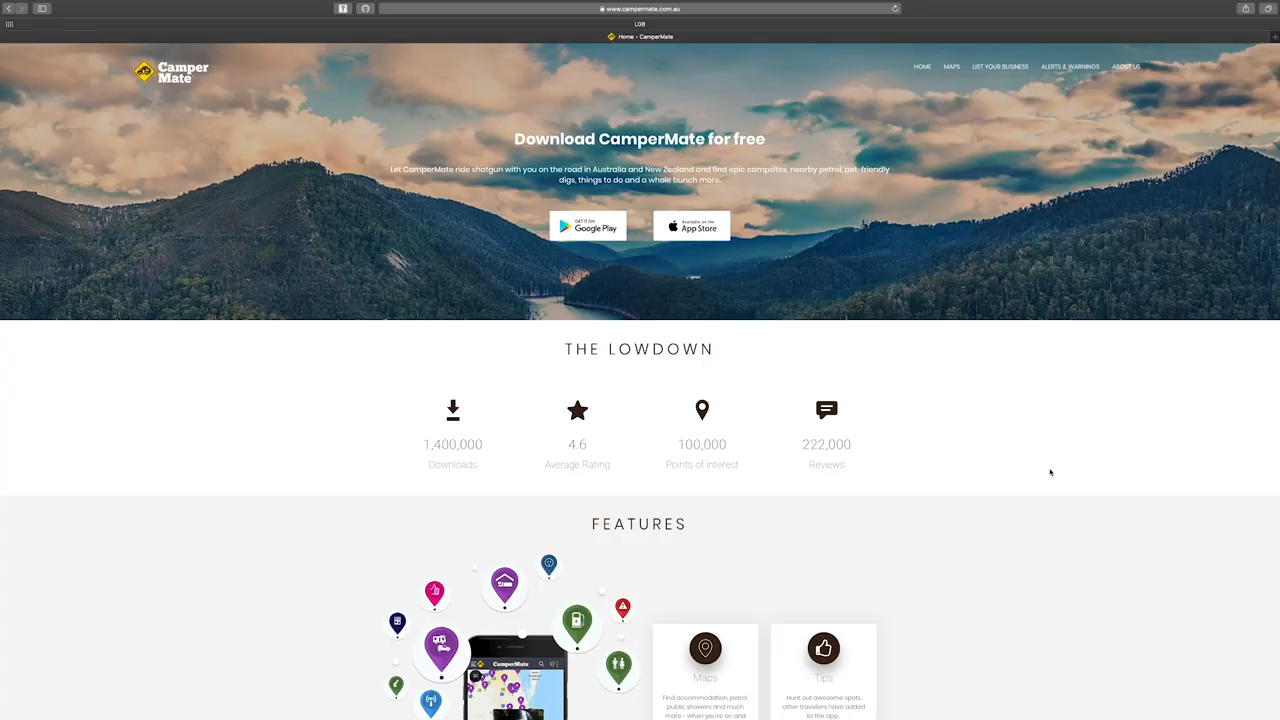 www.campermate.com.au
LGB
Home - CamperMate
Camper
Mate
HOME MAPS LIST YOUR BUSINESS ALERTS & WARNINGS ABOUT US
Download CamperMate for free
Let CamperMate ride shotgun with you on the road in Australia and New Zealand and find epic campsites, nearby petrol, pet-friendly
digs, things to do and a whole bunch more.
GET IT ON
Google Play
Available on the
App Store
THE LOWDOWN
1,400,000
Downloads
4.6
Average Rating
100,000
Points of interest
222,000
Reviews
FEATURES
CamperMate
Maps
Find accommodation, petrol,
public showers and much
more - when you're on and
Tips
Hunt out awesome spots
other travellers have added
to the app.